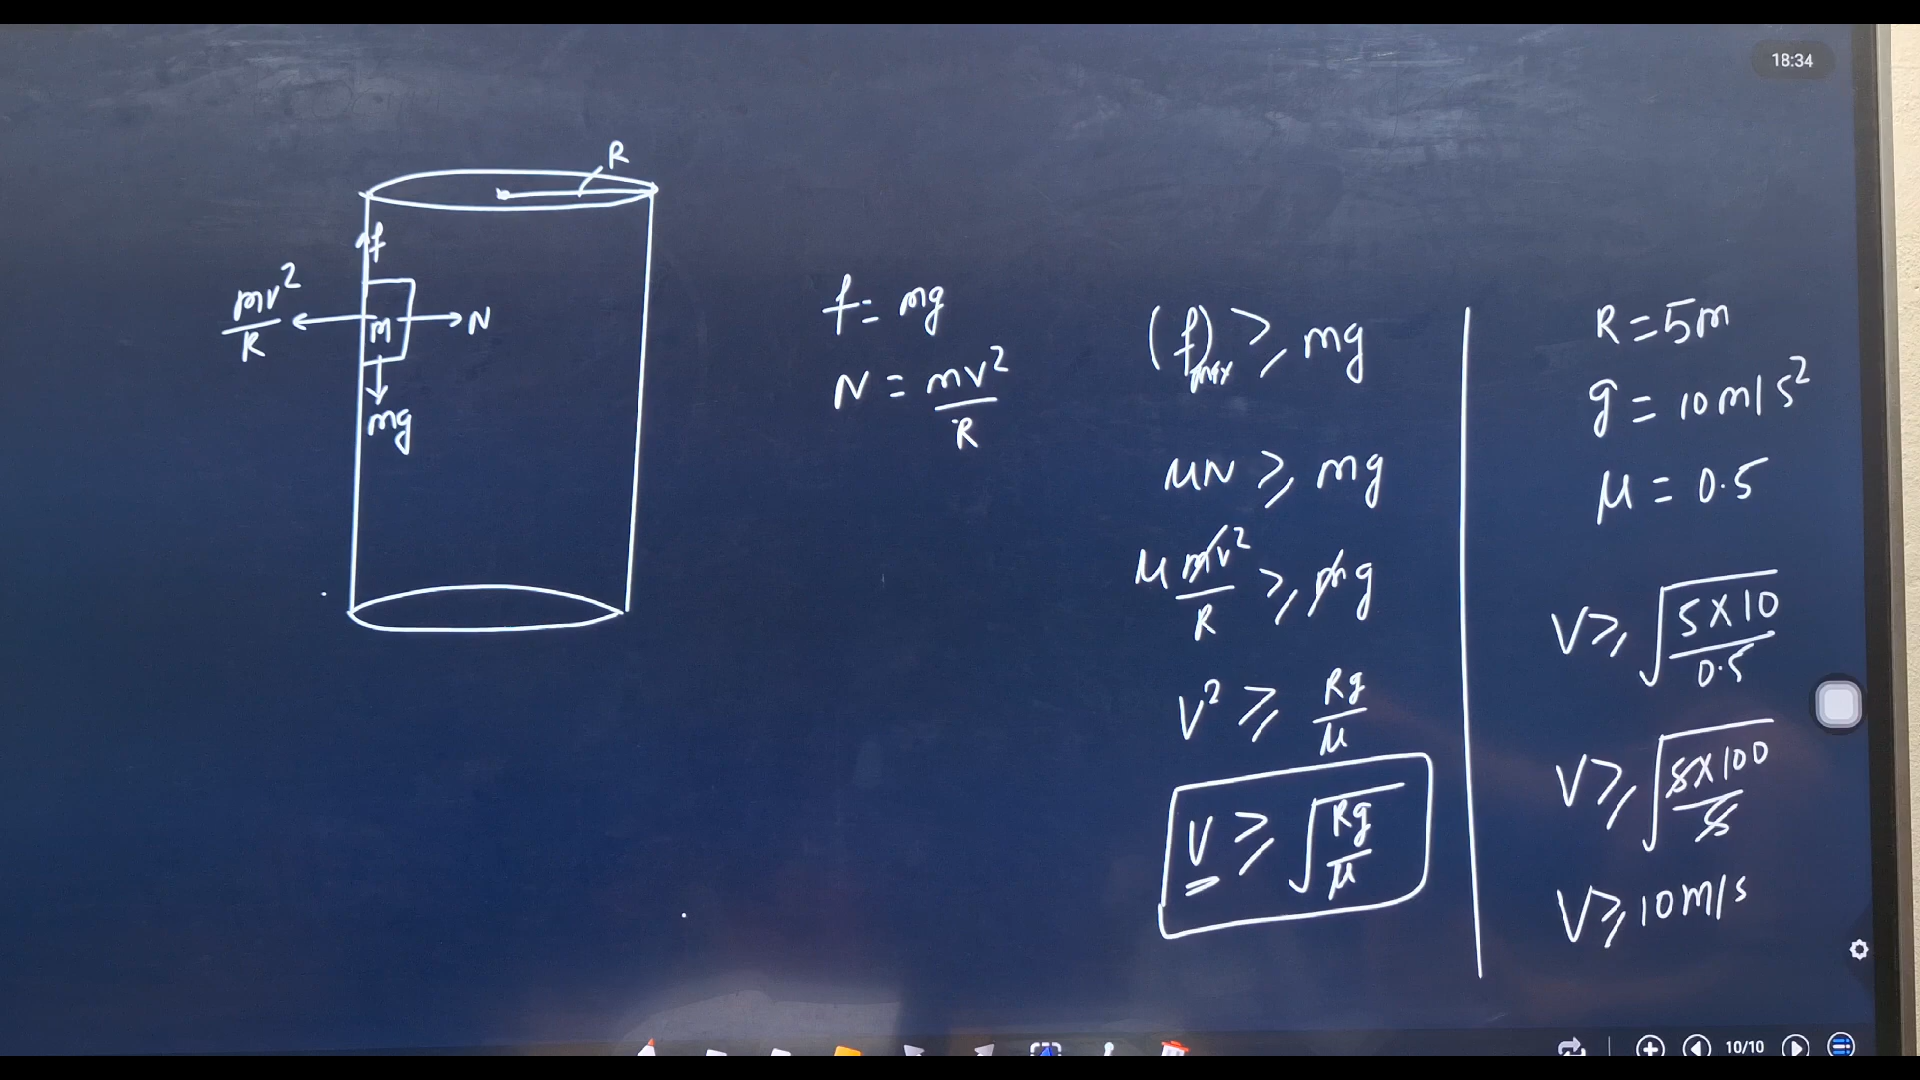 18:34
R
f
mv²/R
m
N
mg
f = mg
N = mv²/R
(f)max ⩾ mg
μN ⩾ mg
μ mv²/R ⩾ mg
v² ⩾ Rg/μ
v ⩾ √(Rg/μ)
R = 5m
g = 10 m/s²
μ = 0.5
V ⩾ √(5×10/0.5)
V ⩾ √(5×100/5)
V ⩾ 10 m/s
10/10